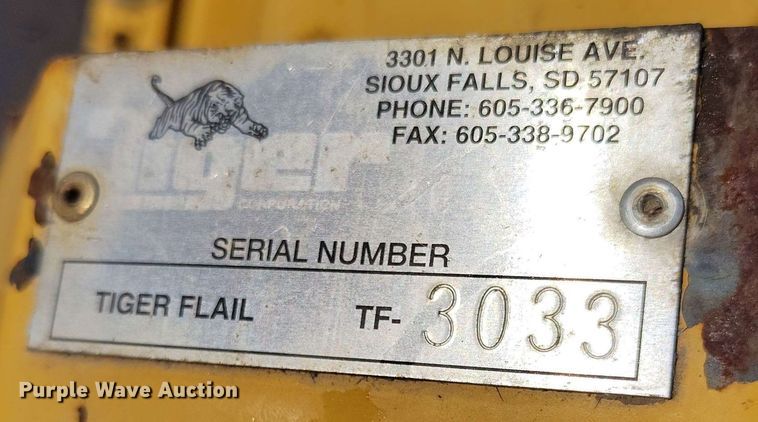 3301 N. LOUISE AVE.
SIOUX FALLS, SD 57107
PHONE: 605-336-7900
FAX: 605-338-9702
Tiger
CORPORATION
SERIAL NUMBER
TIGER FLAIL TF-3033
Purple Wave Auction